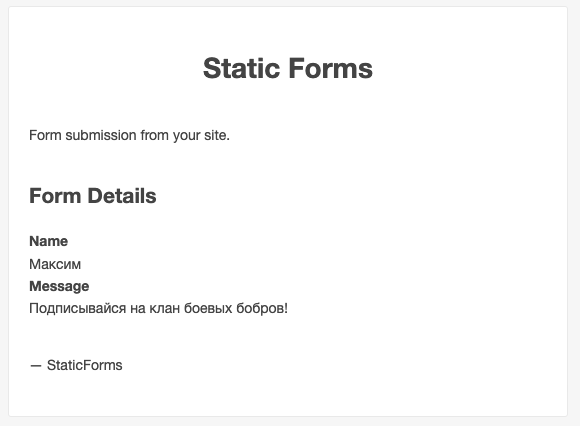 Static Forms
Form submission from your site.
Form Details
Name
Максим
Message
Подписывайся на клан боевых бобров!
— StaticForms